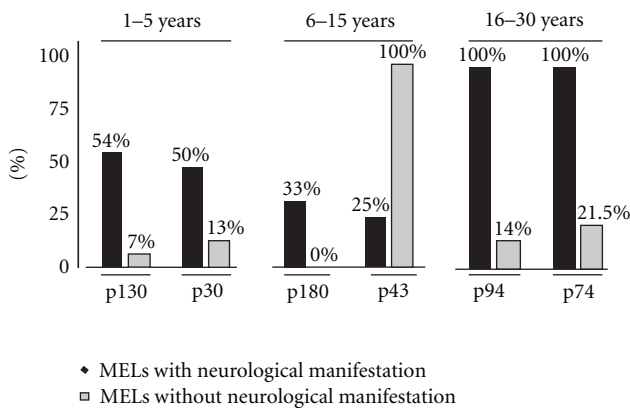 1–5 years 6–15 years 16–30 years
100 100% 100% 100%
75
54% 50%
50
33%
25% 25
21.5%
13% 14%
7%
0% 0
(%)
p130 p30 p180 p43 p94 p74
MELs with neurological manifestation
MELs without neurological manifestation